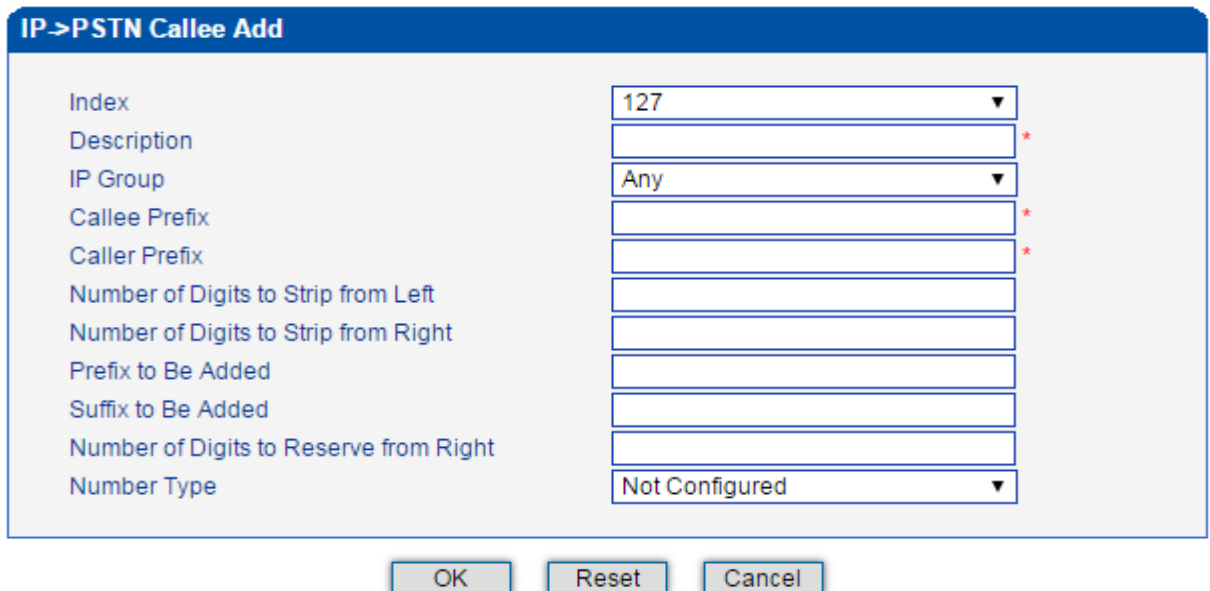 IP->PSTN Callee Add
Index 127
Description *
IP Group Any
Callee Prefix *
Caller Prefix *
Number of Digits to Strip from Left
Number of Digits to Strip from Right
Prefix to Be Added
Suffix to Be Added
Number of Digits to Reserve from Right
Number Type Not Configured
OK Reset Cancel